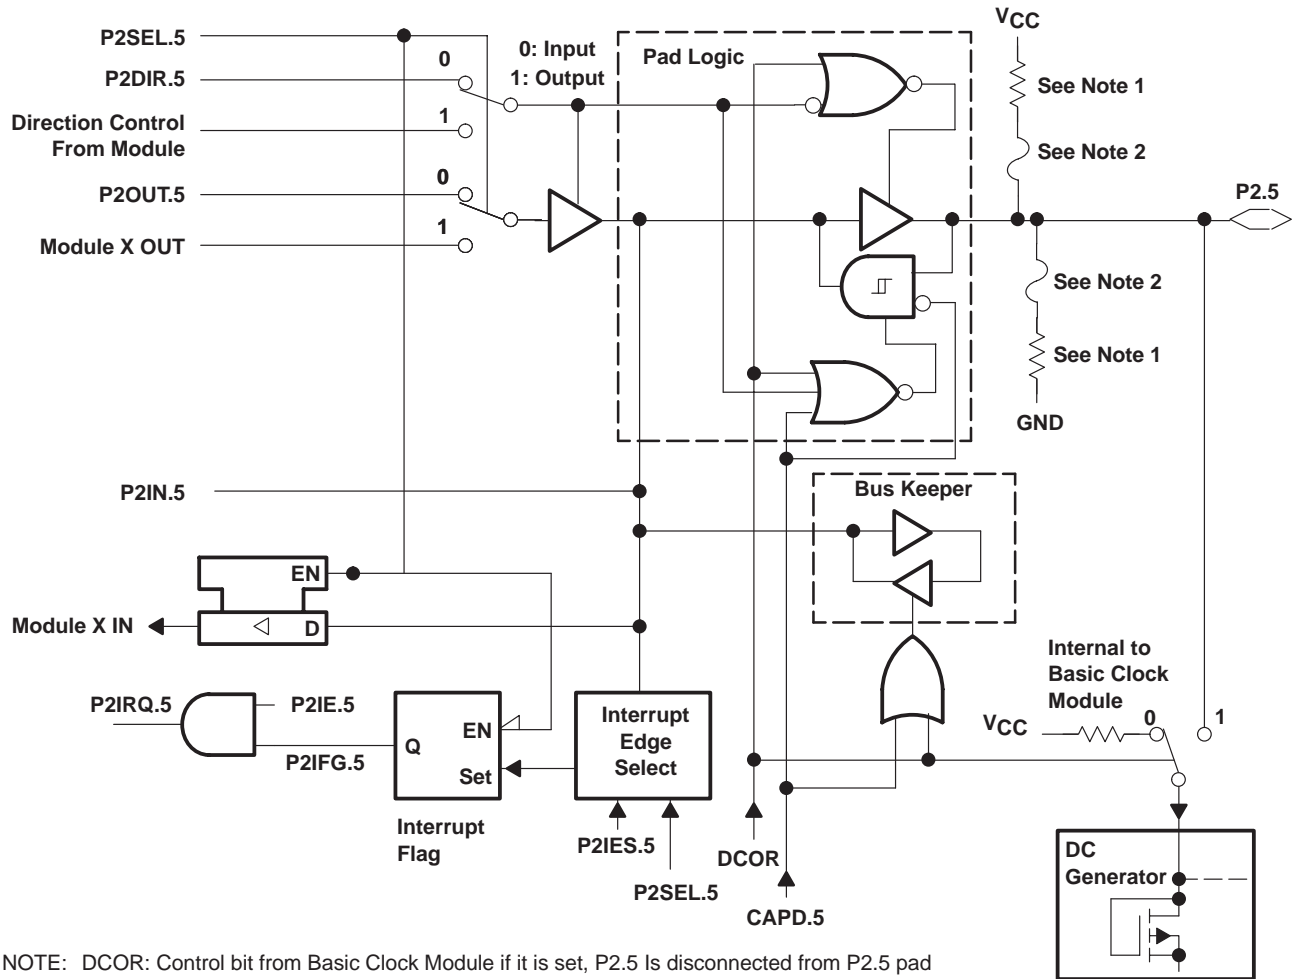 P2SEL.5
P2DIR.5
Direction Control
From Module
P2OUT.5
Module X OUT
0
1
0
1
0: Input
1: Output
Pad Logic
VCC
See Note 1
See Note 2
P2.5
See Note 2
See Note 1
GND
P2IN.5
Bus Keeper
EN
D
Module X IN
P2IRQ.5
P2IE.5
P2IFG.5
Q
EN
Set
Interrupt
Flag
Interrupt
Edge
Select
P2IES.5
P2SEL.5
DCOR
CAPD.5
Internal to
Basic Clock
Module
VCC
0
1
DC
Generator
NOTE: DCOR: Control bit from Basic Clock Module if it is set, P2.5 Is disconnected from P2.5 pad